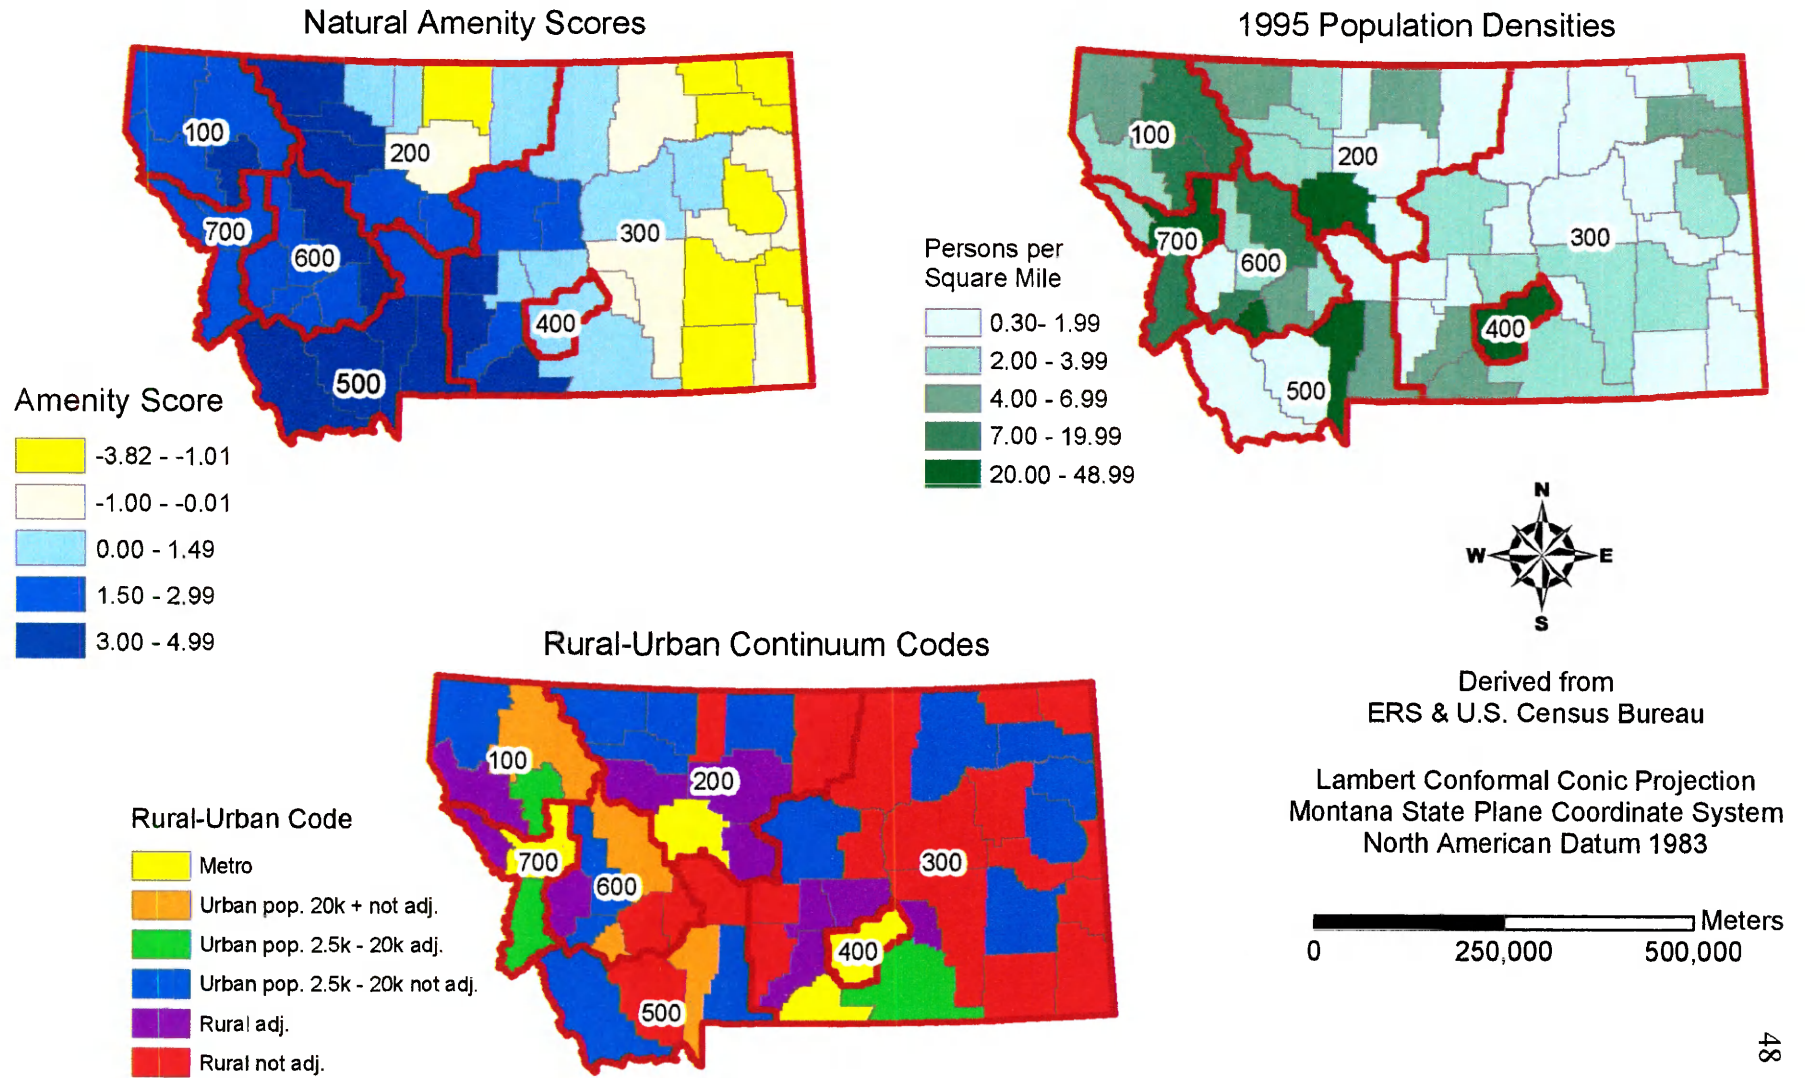 Natural Amenity Scores
100
200
700
600
300
400
500
Amenity Score
-3.82 - -1.01
-1.00 - -0.01
0.00 - 1.49
1.50 - 2.99
3.00 - 4.99
1995 Population Densities
100
200
700
600
300
400
500
Persons per
Square Mile
0.30- 1.99
2.00 - 3.99
4.00 - 6.99
7.00 - 19.99
20.00 - 48.99
N
W E
S
Rural-Urban Continuum Codes
100
200
700
600
300
400
500
Rural-Urban Code
Metro
Urban pop. 20k + not adj.
Urban pop. 2.5k - 20k adj.
Urban pop. 2.5k - 20k not adj.
Rural adj.
Rural not adj.
Derived from
ERS & U.S. Census Bureau
Lambert Conformal Conic Projection
Montana State Plane Coordinate System
North American Datum 1983
Meters
0 250,000 500,000
48